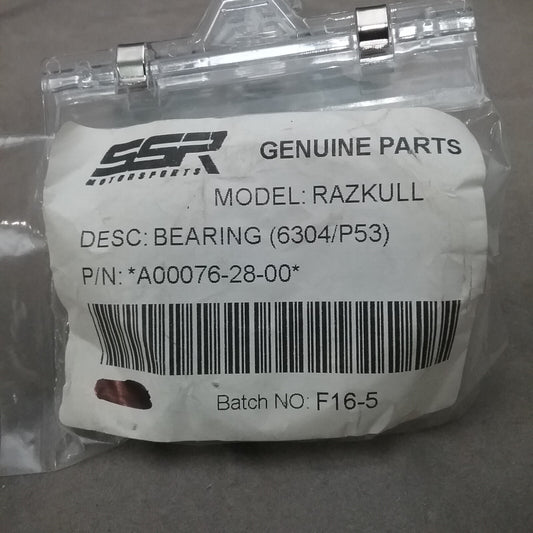 SSR
MOTORSPORTS
GENUINE PARTS
MODEL: RAZKULL
DESC: BEARING (6304/P53)
P/N: *A00076-28-00*
Batch NO: F16-5